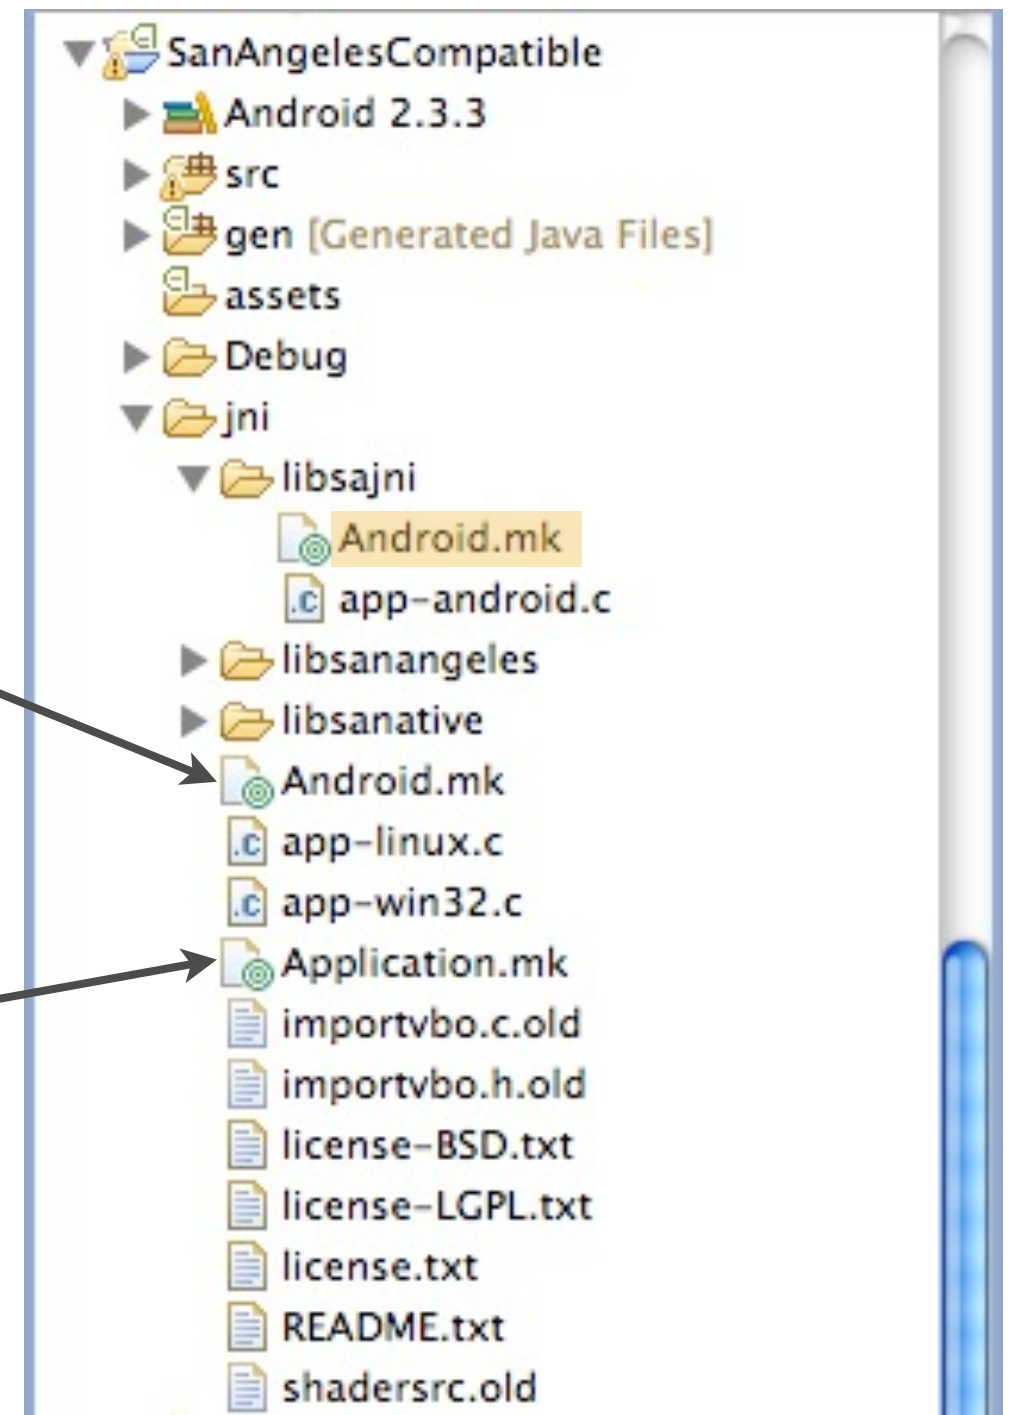 SanAngelesCompatible
Android 2.3.3
src
gen [Generated Java Files]
assets
Debug
jni
libsajni
Android.mk
.c app-android.c
libsanangeles
libsanative
Android.mk
.c app-linux.c
.c app-win32.c
Application.mk
importvbo.c.old
importvbo.h.old
license-BSD.txt
license-LGPL.txt
license.txt
README.txt
shadersrc.old